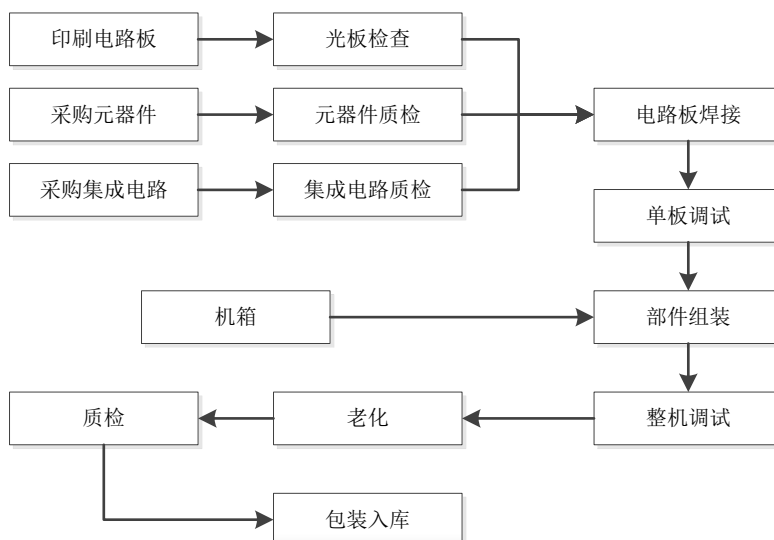 印刷电路板
光板检查
采购元器件
元器件质检
电路板焊接
采购集成电路
集成电路质检
单板调试
机箱
部件组装
质检
老化
整机调试
包装入库